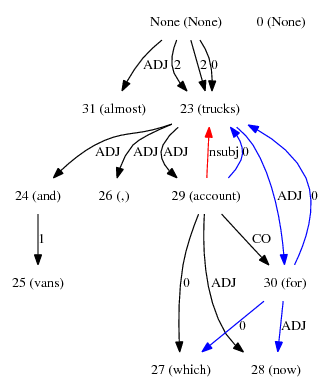 None (None) 0 (None)
ADJ 2 2 0
31 (almost) 23 (trucks)
ADJ ADJ ADJ nsubj 0
24 (and) 26 (,) 29 (account) ADJ 0
1 CO
25 (vans) 0 ADJ 30 (for)
0 ADJ
27 (which) 28 (now)